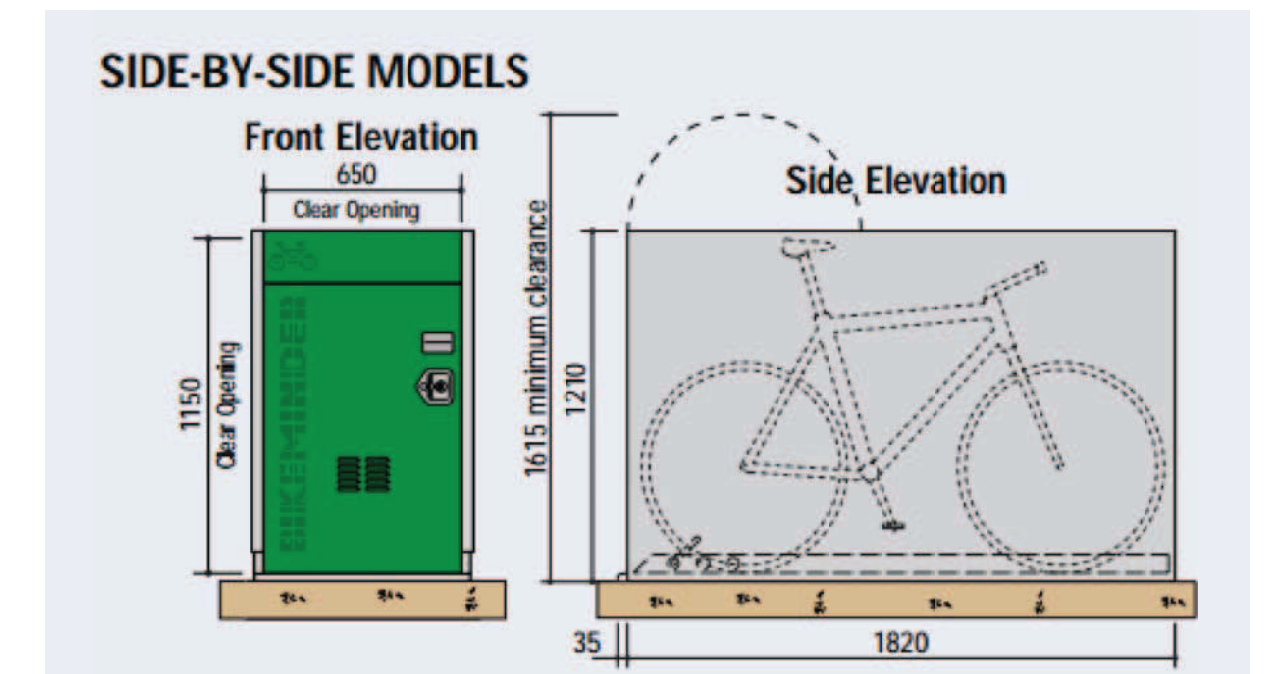 SIDE-BY-SIDE MODELS
Front Elevation
650
Clear Opening
1150
Clear Opening
BIKEMINDER
1615 minimum clearance
1210
Side Elevation
35
1820